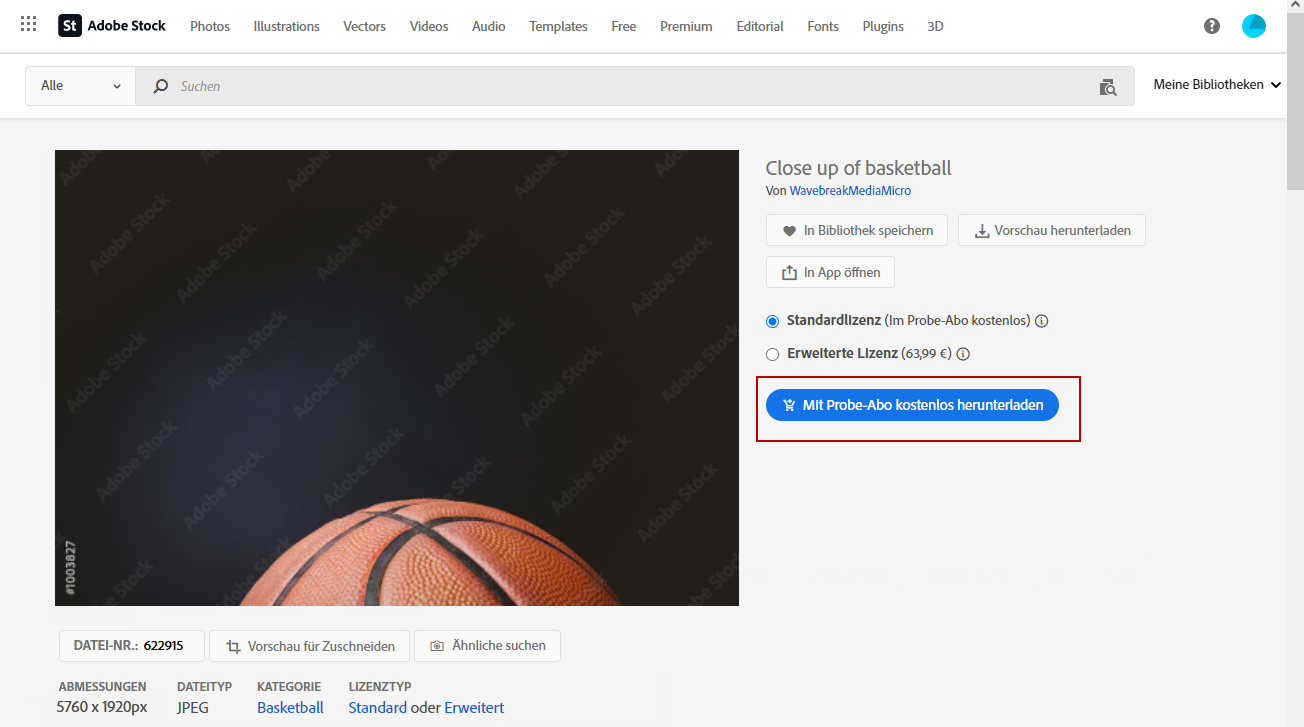 St Adobe Stock Photos Illustrations Vectors Videos Audio Templates Free Premium Editorial Fonts Plugins 3D ?
Alle Suchen Meine Bibliotheken
Close up of basketball
Von WavebreakMediaMicro
In Bibliothek speichern Vorschau herunterladen
In App öffnen
Standardlizenz (Im Probe-Abo kostenlos)
Erweiterte Lizenz (63,99 €)
Mit Probe-Abo kostenlos herunterladen
Adobe Stock
#1003827
DATEI-NR.: 622915 Vorschau für Zuschneiden Ähnliche suchen
ABMESSUNGEN DATEITYP KATEGORIE LIZENZTYP
5760 x 1920px JPEG Basketball Standard oder Erweitert